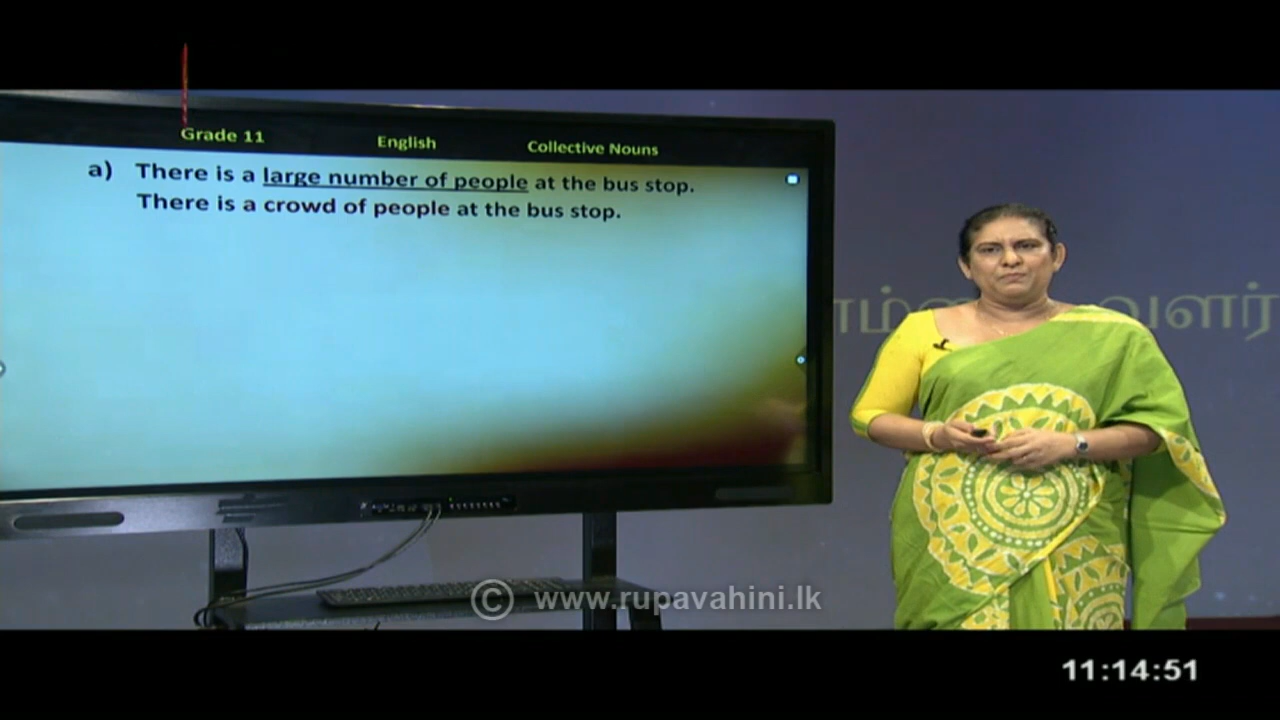 Grade 11 English Collective Nouns
a) There is a large number of people at the bus stop.
There is a crowd of people at the bus stop.
வளர்
© www.rupavahini.lk
11:14:51